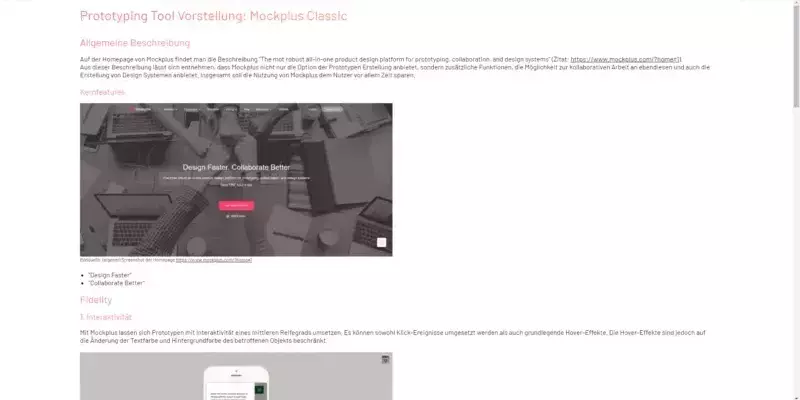 Prototyping Tool Vorstellung: Mockplus Classic
Allgemeine Beschreibung
Auf der Homepage von Mockplus findet man die Beschreibung "The mot robust all-in-one product design platform for prototyping, collaboration, and design systems" (Zitat: https://www.mockplus.com/?home=1)
Aus dieser Beschreibung lässt sich entnehmen, dass Mockplus nicht nur die Option der Prototypen Erstellung anbietet, sondern zusätzliche Funktionen, die Möglichkeit zur kollaborativen Arbeit an ebendiesen und auch die
Erstellung von Design Systemen anbietet. Insgesamt soll die Nutzung von Mockplus dem Nutzer vor allem Zeit sparen.
Kernfeatures
Design Faster. Collaborate Better.
"Design Faster"
"Collaborate Better"
Fidelity
1. Interaktivität
Mit Mockplus lassen sich Prototypen mit Interaktivität eines mittleren Reifegrads umsetzen. Es können sowohl Klick-Ereignisse umgesetzt werden als auch grundlegende Hover-Effekte. Die Hover-Effekte sind jedoch auf
die Änderung der Textfarbe und Hintergrundfarbe des betroffenen Objekts beschränkt.